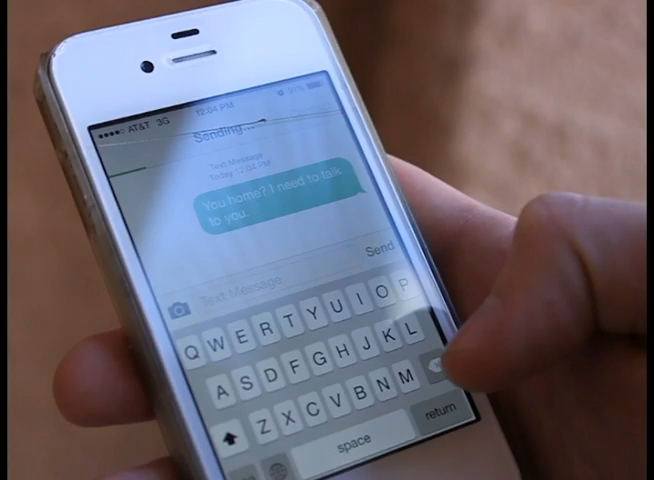 AT&T 3G 12:04 PM 91%
Sending...
Text Message
Today 12:04 PM
You home? I need to talk
to you.
Text Message Send
Q W E R T Y U I O P
A S D F G H J K L
Z X C V B N M
space return